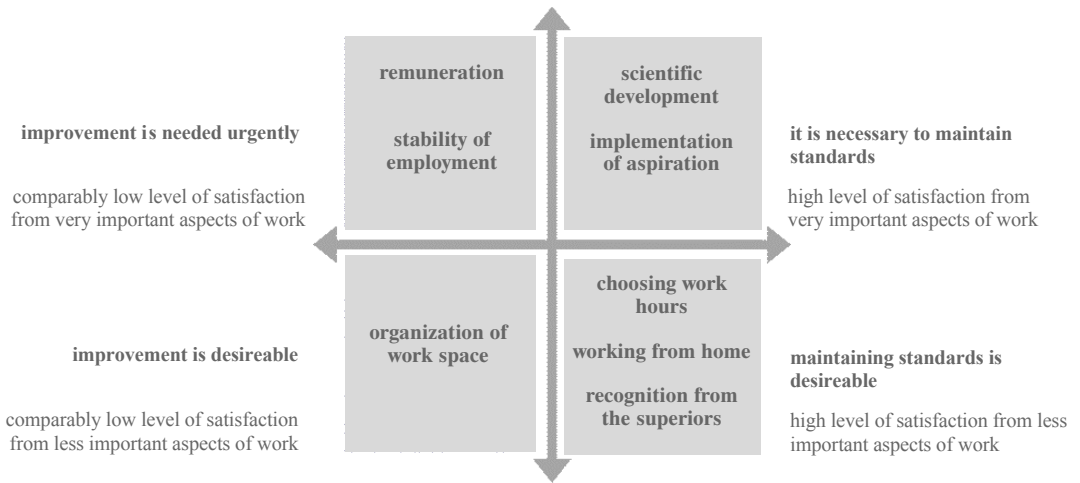 remuneration
stability of
employment
scientific
development
implementation
of aspiration
improvement is needed urgently
comparably low level of satisfaction
from very important aspects of work
it is necessary to maintain
standards
high level of satisfaction from
very important aspects of work
organization of
work space
choosing work
hours
working from home
recognition from
the superiors
improvement is desireable
comparably low level of satisfaction
from less important aspects of work
maintaining standards is
desireable
high level of satisfaction from less
important aspects of work